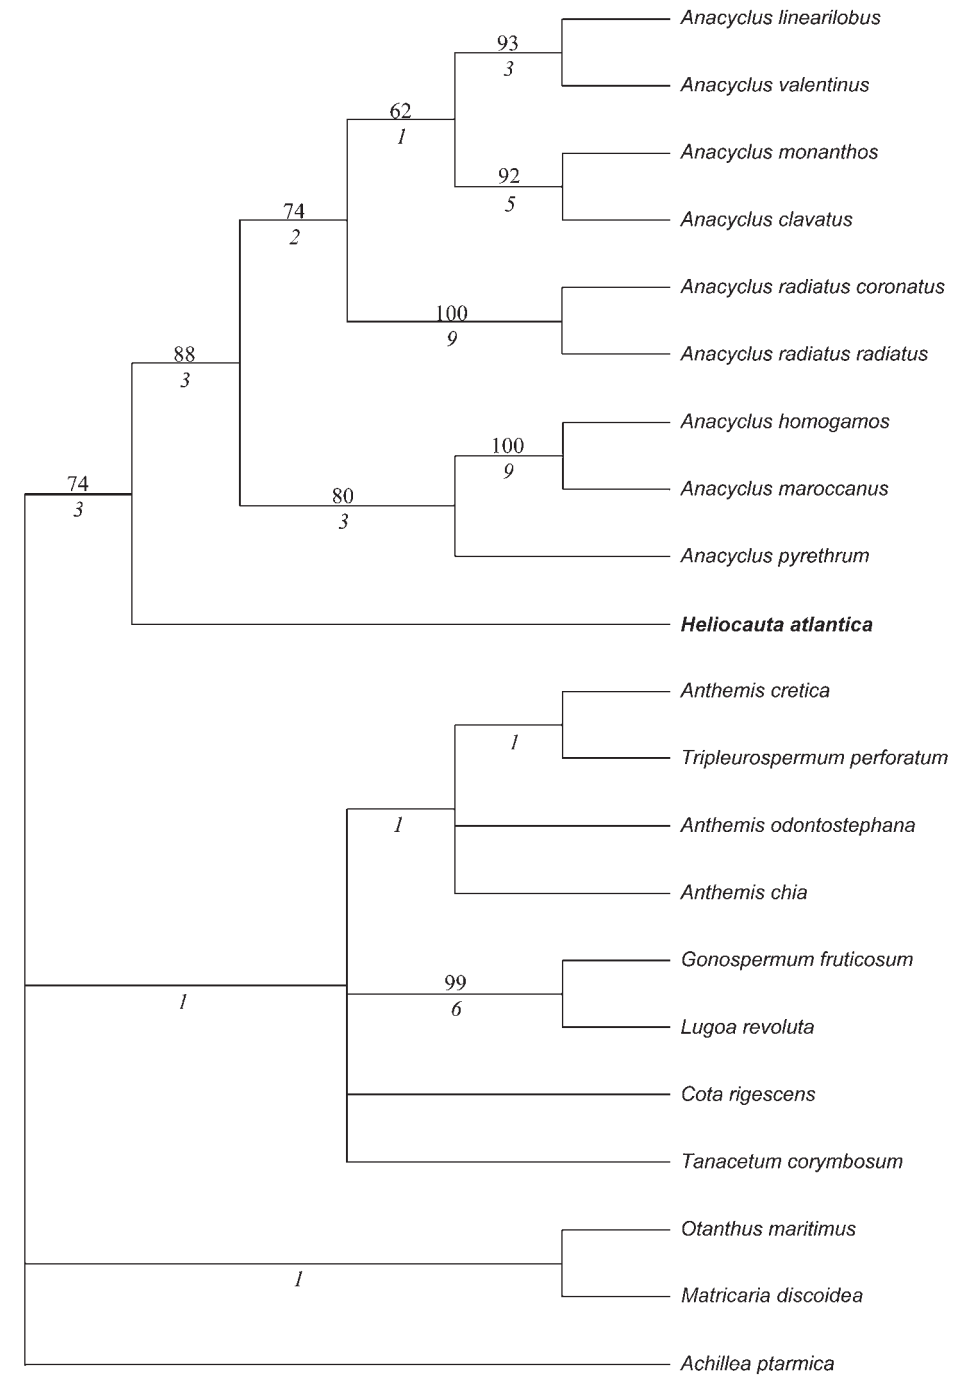 Anacyclus linearilobus
93
3
Anacyclus valentinus
62
1
Anacyclus monanthos
92
5
Anacyclus clavatus
74
2
Anacyclus radiatus coronatus
100
9
Anacyclus radiatus radiatus
88
3
Anacyclus homogamos
100
9
Anacyclus maroccanus
74
3
80
3
Anacyclus pyrethrum
Heliocauta atlantica
Anthemis cretica
1
Tripleurospermum perforatum
1
Anthemis odontostephana
Anthemis chia
Gonospermum fruticosum
99
6
1
Lugoa revoluta
Cota rigescens
Tanacetum corymbosum
Otanthus maritimus
1
Matricaria discoidea
Achillea ptarmica